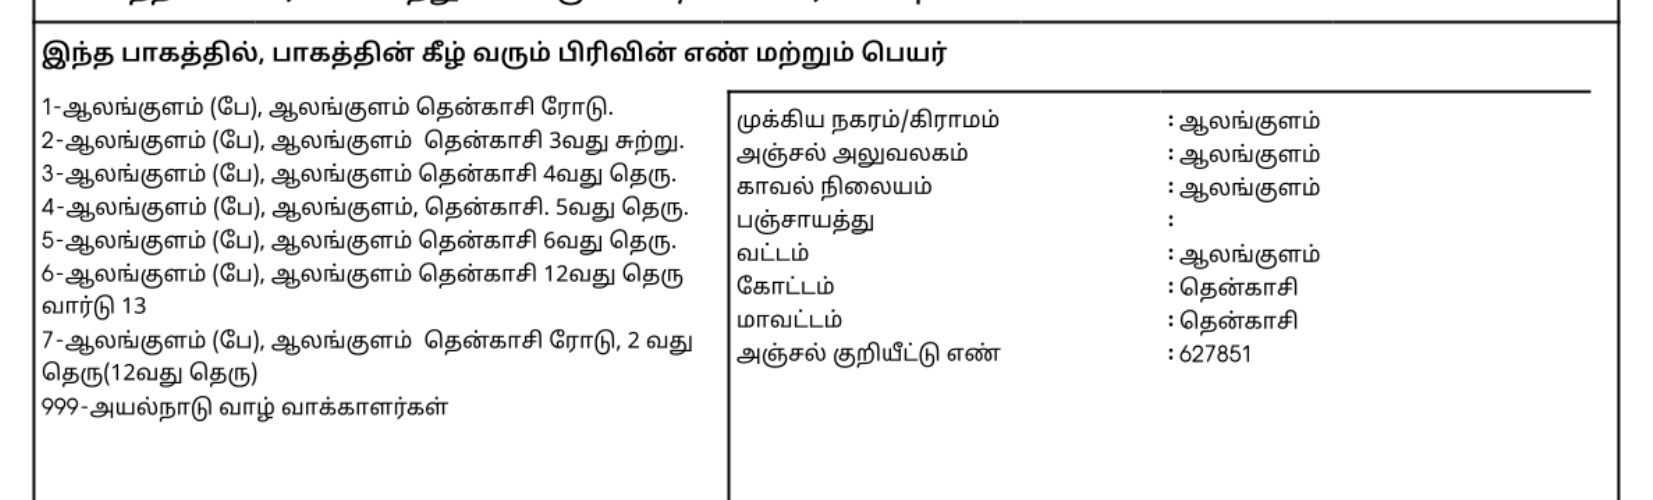 இந்த பாகத்தில், பாகத்தின் கீழ் வரும் பிரிவின் எண் மற்றும் பெயர்
1-ஆலங்குளம் (பே), ஆலங்குளம் தென்காசி ரோடு.
2-ஆலங்குளம் (பே), ஆலங்குளம்  தென்காசி 3வது சுற்று.
3-ஆலங்குளம் (பே), ஆலங்குளம் தென்காசி 4வது தெரு.
4-ஆலங்குளம் (பே), ஆலங்குளம், தென்காசி. 5வது தெரு.
5-ஆலங்குளம் (பே), ஆலங்குளம் தென்காசி 6வது தெரு.
6-ஆலங்குளம் (பே), ஆலங்குளம் தென்காசி 12வது தெரு
வார்டு 13
7-ஆலங்குளம் (பே), ஆலங்குளம்  தென்காசி ரோடு, 2 வது
தெரு(12வது தெரு)
999-அயல்நாடு வாழ் வாக்காளர்கள்
முக்கிய நகரம்/கிராமம் : ஆலங்குளம்
அஞ்சல் அலுவலகம் : ஆலங்குளம்
காவல் நிலையம் : ஆலங்குளம்
பஞ்சாயத்து :
வட்டம் : ஆலங்குளம்
கோட்டம் : தென்காசி
மாவட்டம் : தென்காசி
அஞ்சல் குறியீட்டு எண் : 627851